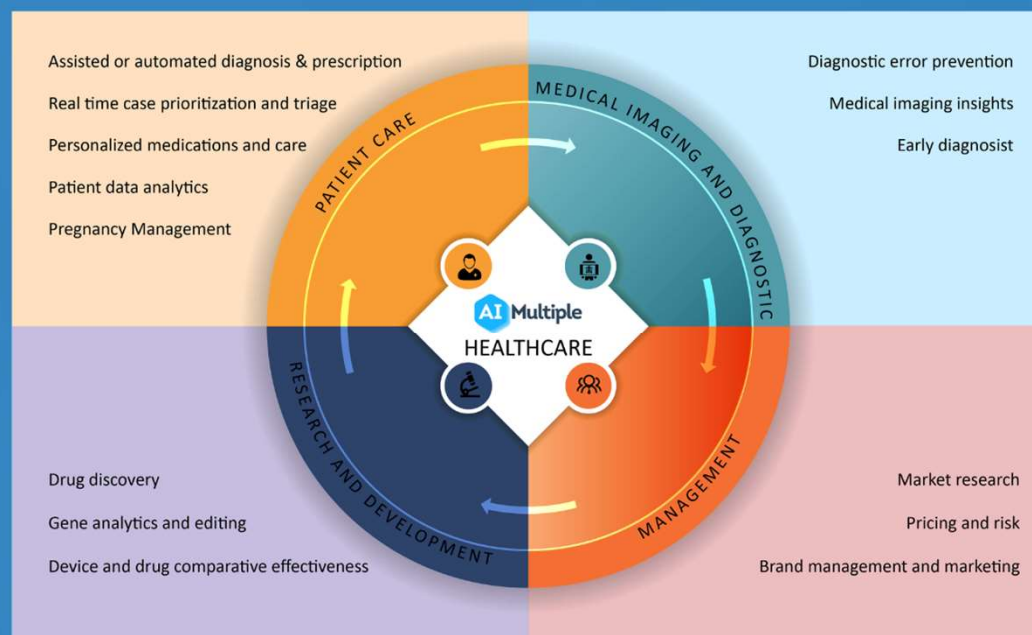 Assisted or automated diagnosis & prescription
Real time case prioritization and triage
Personalized medications and care
Patient data analytics
Pregnancy Management
Diagnostic error prevention
Medical imaging insights
Early diagnosist
PATIENT CARE
MEDICAL IMAGING AND DIAGNOSTIC
AI Multiple
HEALTHCARE
RESEARCH AND DEVELOPMENT
MANAGEMENT
Drug discovery
Gene analytics and editing
Device and drug comparative effectiveness
Market research
Pricing and risk
Brand management and marketing